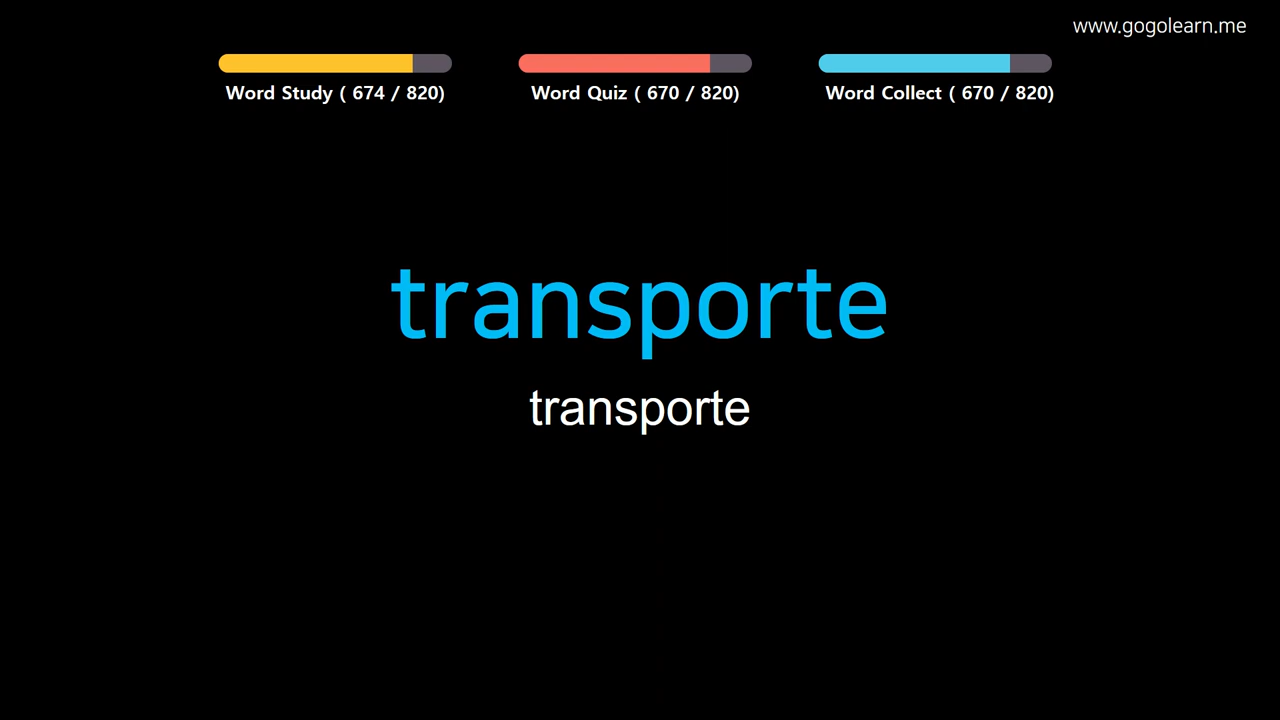 www.gogolearn.me
Word Study ( 674 / 820)
Word Quiz ( 670 / 820)
Word Collect ( 670 / 820)
transporte
transporte